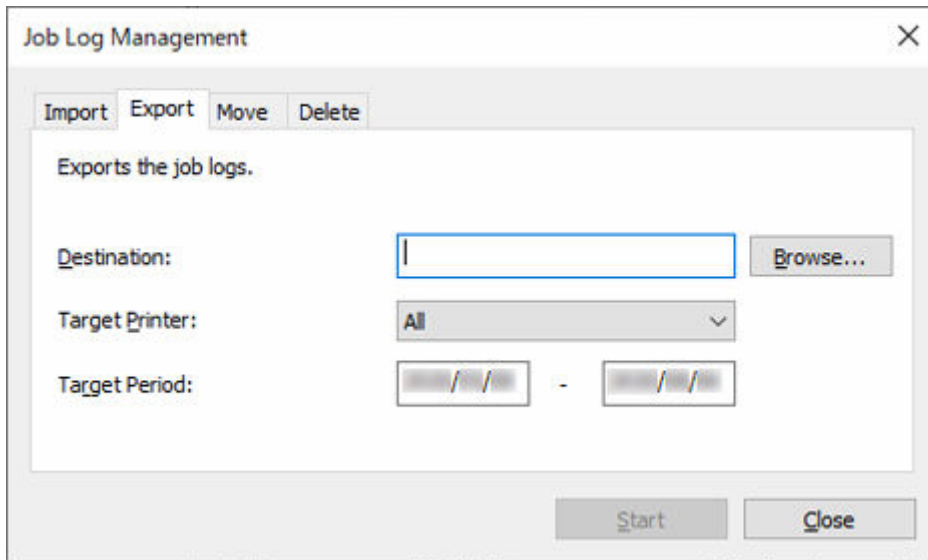 Job Log Management
Import Export Move Delete
Exports the job logs.
Destination: Browse...
Target Printer: All
Target Period: / / - / /
Start Close